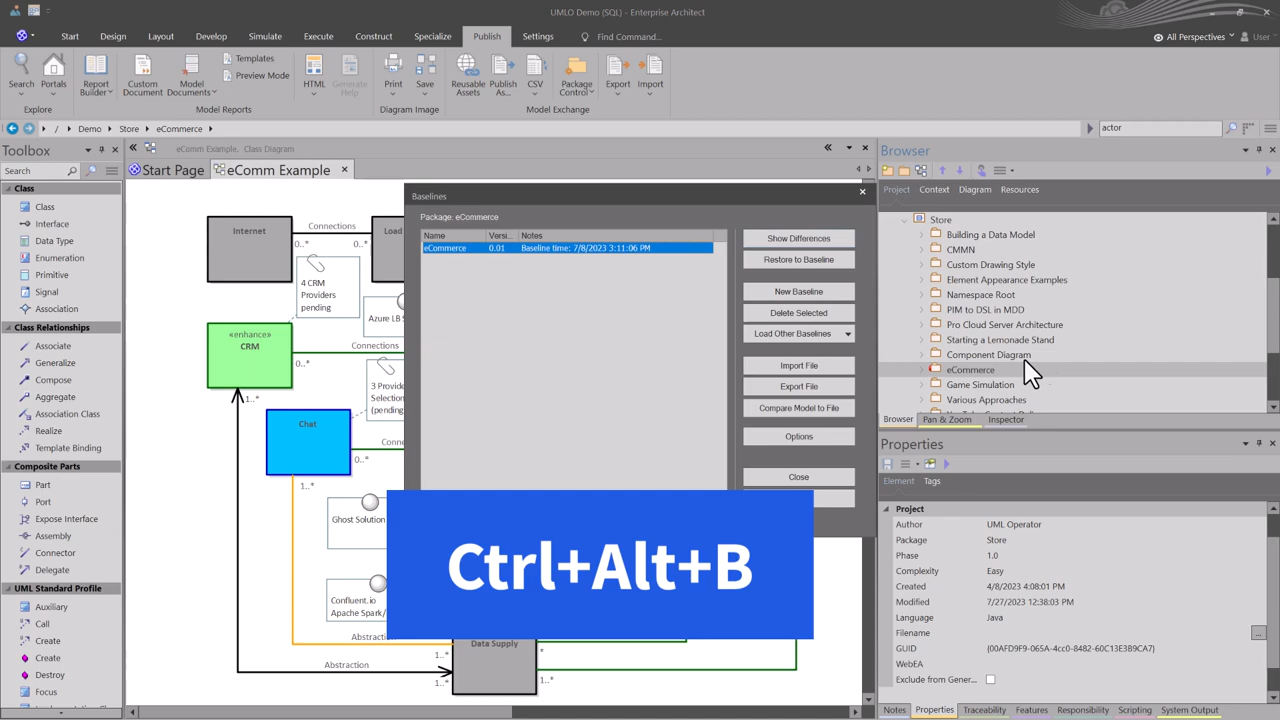 UMLO Demo (SQL) - Enterprise Architect
Start Design Layout Develop Simulate Execute Construct Specialize Publish Settings Find Command...
All Perspectives User
Search Portals Report Builder Custom Document Model Documents Templates Preview Mode HTML Generate Help Print Save Reusable Assets Publish As... CSV Package Control Export Import
Explore Model Reports Diagram Image Model Exchange
/ Demo Store eCommerce
actor
Toolbox
Search
Class
Class
Interface
Data Type
Enumeration
Primitive
Signal
Association
Class Relationships
Associate
Generalize
Compose
Aggregate
Association Class
Realize
Template Binding
Composite Parts
Part
Port
Expose Interface
Assembly
Connector
Delegate
UML Standard Profile
Auxiliary
Call
Create
Create
Destroy
Focus
eComm Example. Class Diagram
Start Page eComm Example
Internet
Connections
0..* 0..*
Load
4 CRM
Providers
pending
«enhance»
CRM
Azure LB S
Connections
0..*
1..*
3 Provide
Selection
(pending
Chat
Conne
0..*
1..*
Ghost Solution
Confluent.io
Apache Spark/
Abstraction
Data Supply
1..*
*
Abstraction
1..*
1..*
1..*
Baselines
Package: eCommerce
Name Versi... Notes
eCommerce 0.01 Baseline time: 7/8/2023 3:11:06 PM
Show Differences
Restore to Baseline
New Baseline
Delete Selected
Load Other Baselines
Import File
Export File
Compare Model to File
Options
Close
Ctrl+Alt+B
Browser
Project Context Diagram Resources
Store
Building a Data Model
CMMN
Custom Drawing Style
Element Appearance Examples
Namespace Root
PIM to DSL in MDD
Pro Cloud Server Architecture
Starting a Lemonade Stand
Component Diagram
eCommerce
Game Simulation
Various Approaches
Browser Pan & Zoom Inspector
Properties
Element Tags
Project
Author UML Operator
Package Store
Phase 1.0
Complexity Easy
Created 4/8/2023 4:08:01 PM
Modified 7/27/2023 12:38:03 PM
Language Java
Filename ...
GUID {00AFD9F9-065A-4cc0-8482-60C13E3B9CA7}
WebEA
Exclude from Gener...
Notes Properties Traceability Features Responsibility Scripting System Output